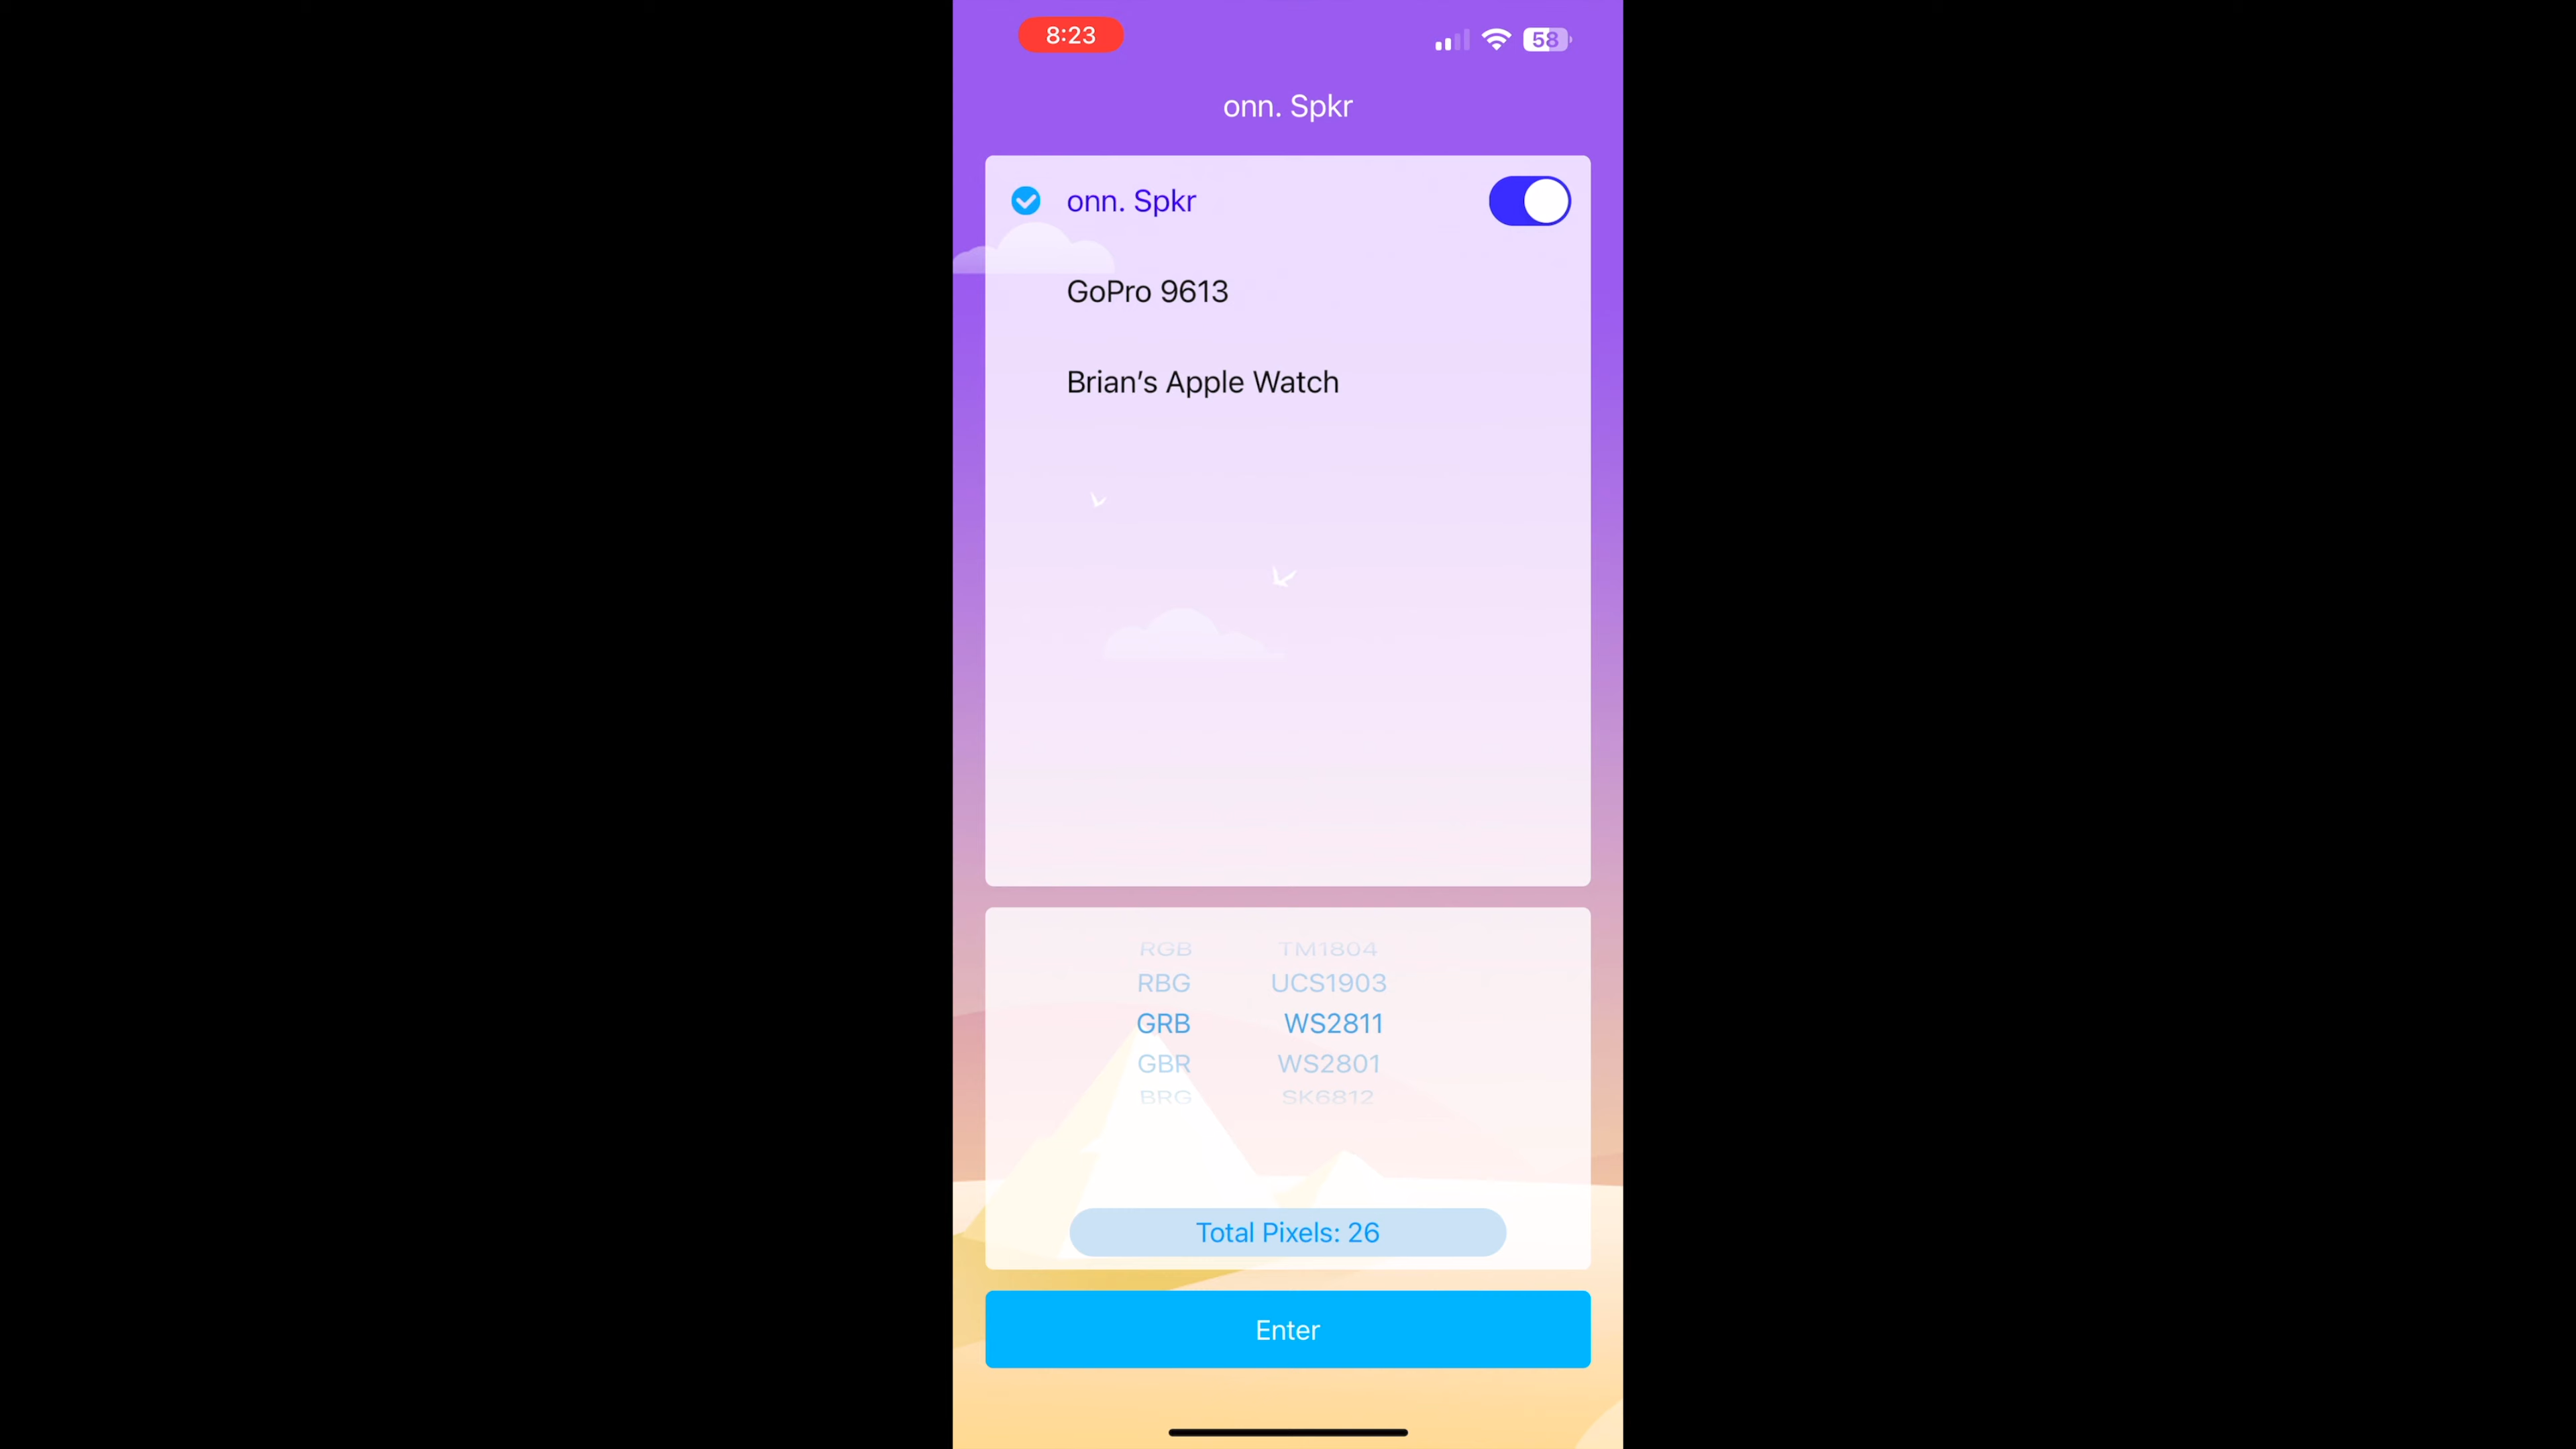 8:23
58
onn. Spkr
onn. Spkr
GoPro 9613
Brian’s Apple Watch
RGB TM1804
RBG UCS1903
GRB WS2811
GBR WS2801
BRG SK6812
Total Pixels: 26
Enter